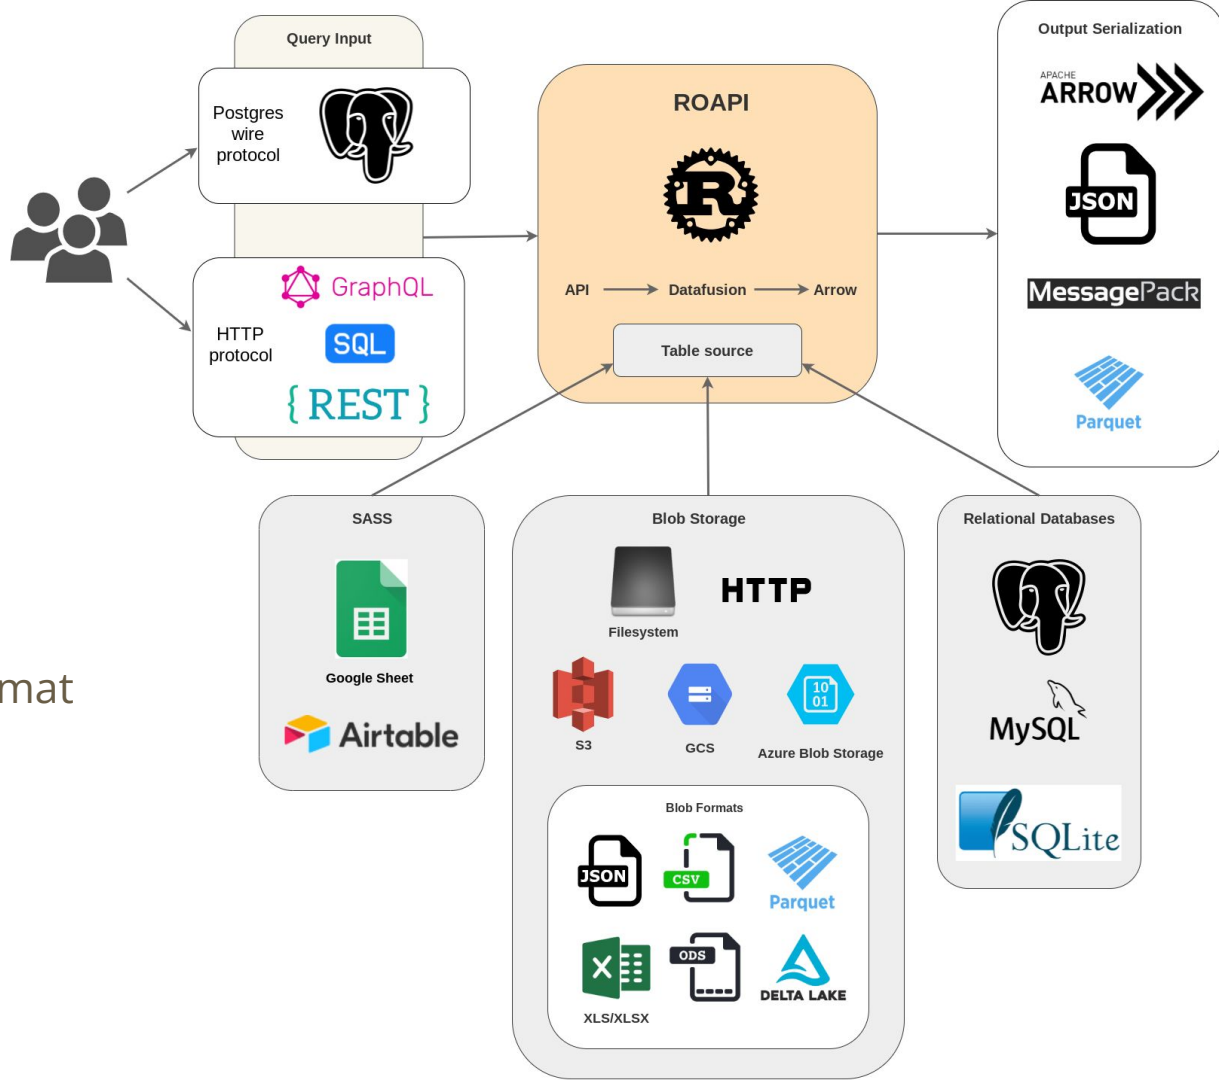 Query Input
Postgres
wire
protocol
HTTP
protocol
GraphQL
SQL
{ REST }
ROAPI
R
API
Datafusion
Arrow
Table source
Output Serialization
APACHE
ARROW
JSON
MessagePack
Parquet
SASS
Google Sheet
Airtable
mat
Blob Storage
HTTP
Filesystem
S3
GCS
10
01
Azure Blob Storage
Blob Formats
JSON
CSV
Parquet
X
XLS/XLSX
ODS
DELTA LAKE
Relational Databases
MySQL
SQLite